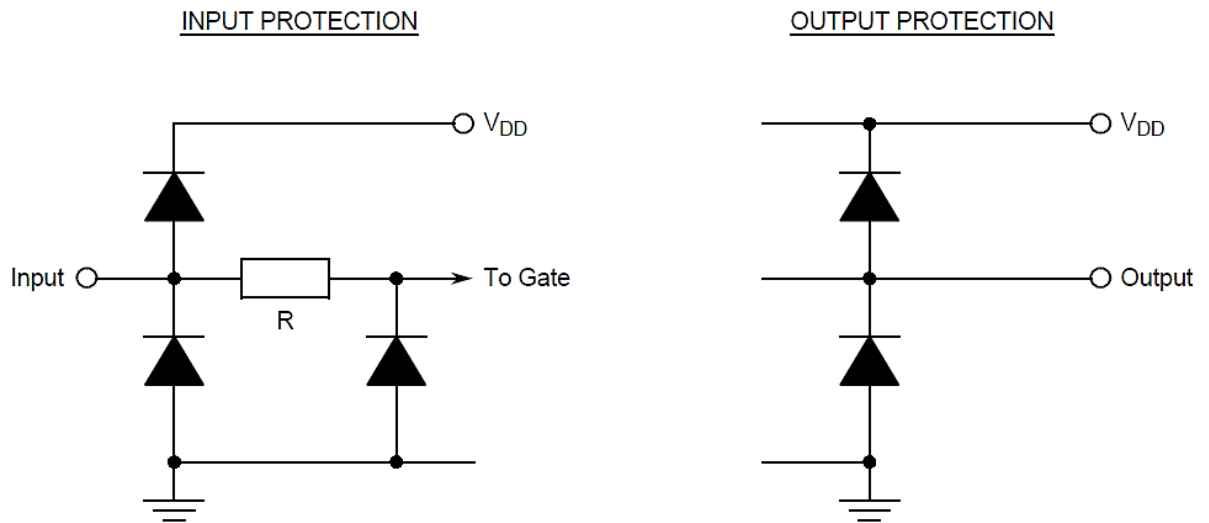 INPUT PROTECTION
OUTPUT PROTECTION
VDD
VDD
Input
To Gate
Output
R